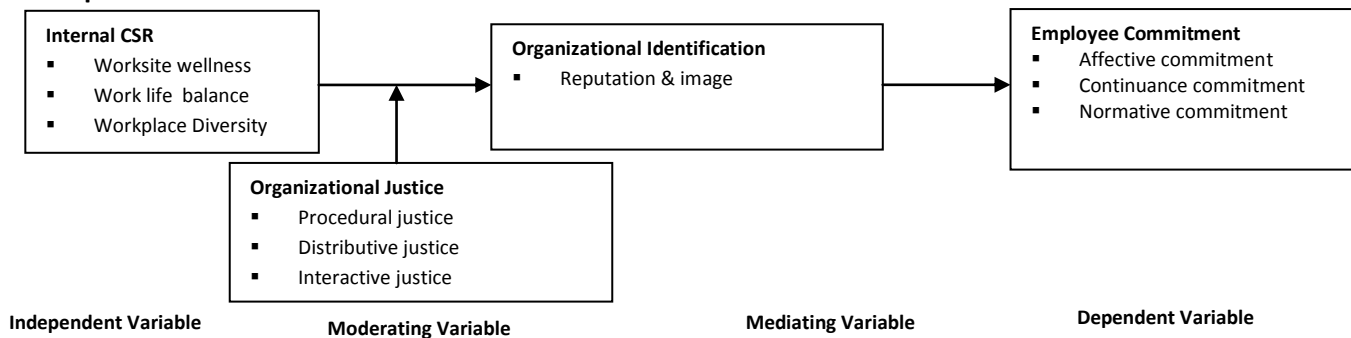 Internal CSR
▪ Worksite wellness
▪ Work life balance
▪ Workplace Diversity
Organizational Identification
▪ Reputation & image
Employee Commitment
▪ Affective commitment
▪ Continuance commitment
▪ Normative commitment
Organizational Justice
▪ Procedural justice
▪ Distributive justice
▪ Interactive justice
Independent Variable
Moderating Variable
Mediating Variable
Dependent Variable